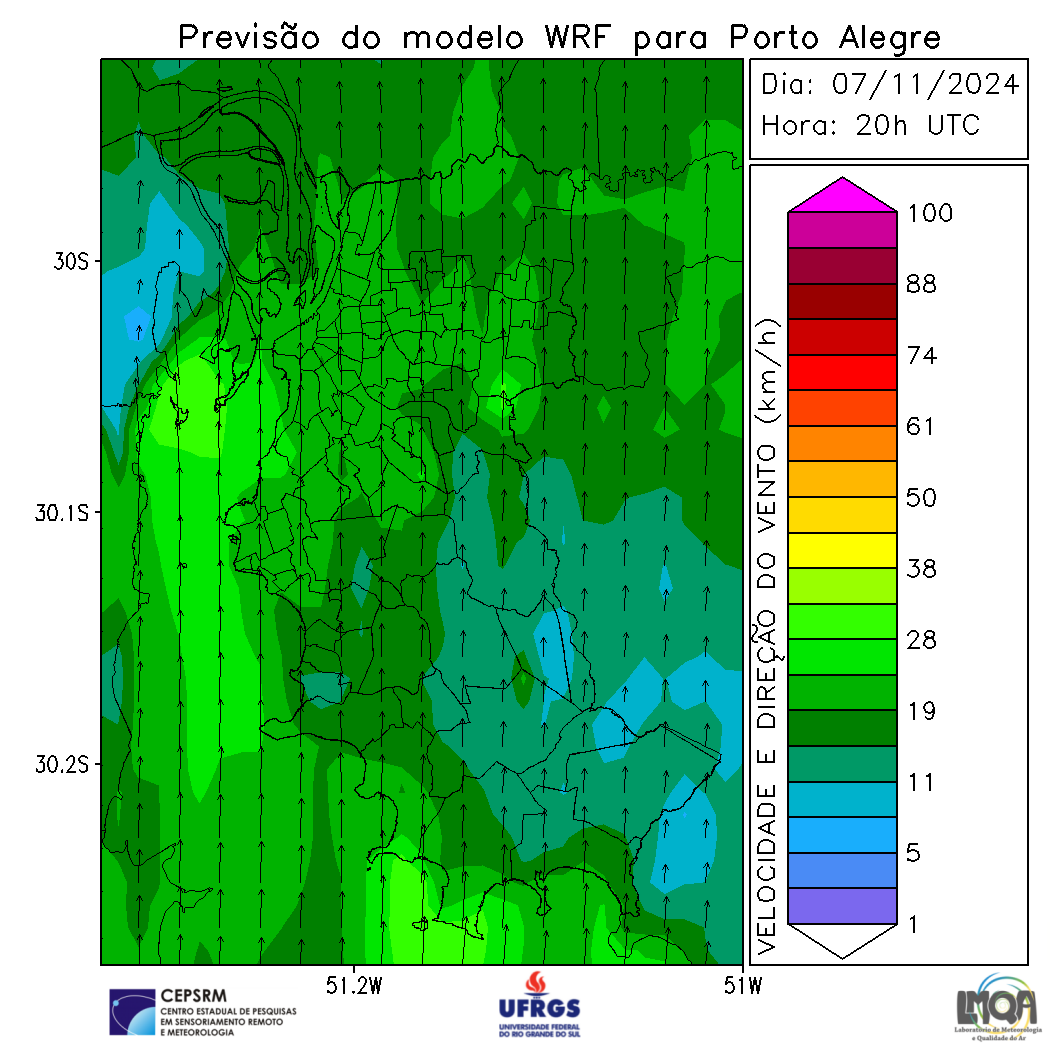 Previsão do modelo WRF para Porto Alegre
Dia: 07/11/2024
Hora: 20h UTC
30S
30.1S
30.2S
51.2W
51W
VELOCIDADE E DIREÇÃO DO VENTO (km/h)
100
88
74
61
50
38
28
19
11
5
1
CEPSRM
CENTRO ESTADUAL DE PESQUISAS
EM SENSORIAMENTO REMOTO
E METEOROLOGIA
UFRGS
UNIVERSIDADE FEDERAL
DO RIO GRANDE DO SUL
LMQA
Laboratório de Meteorologia
e Qualidade do Ar